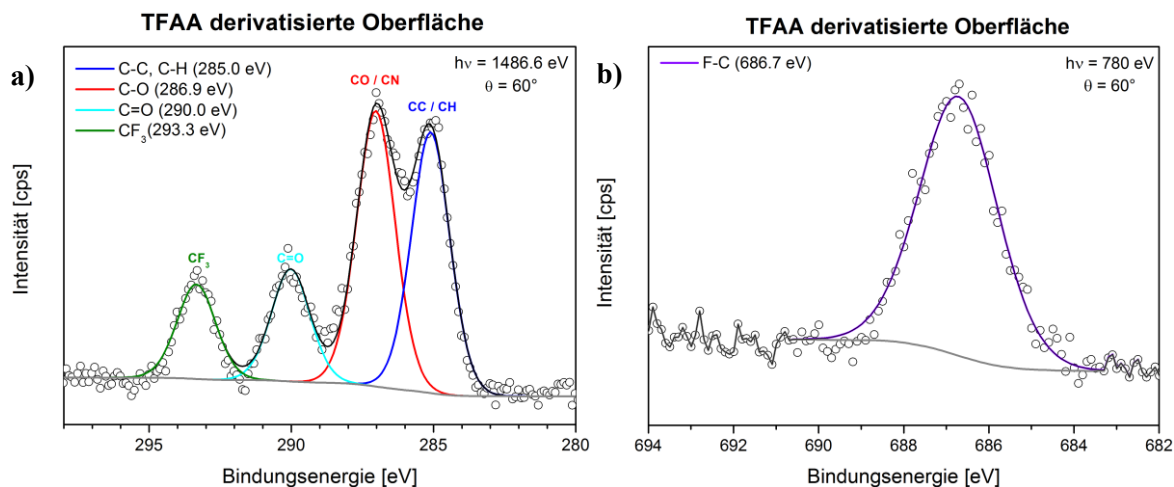 TFAA derivatisierte Oberfläche
a)
C-C, C-H (285.0 eV)
C-O (286.9 eV)
C=O (290.0 eV)
CF3 (293.3 eV)
hν = 1486.6 eV
θ = 60°
CO / CN
CC / CH
CF3
C=O
Intensität [cps]
295
290
285
280
Bindungsenergie [eV]
TFAA derivatisierte Oberfläche
b)
F-C (686.7 eV)
hν = 780 eV
θ = 60°
Intensität [cps]
694
692
690
688
686
684
682
Bindungsenergie [eV]